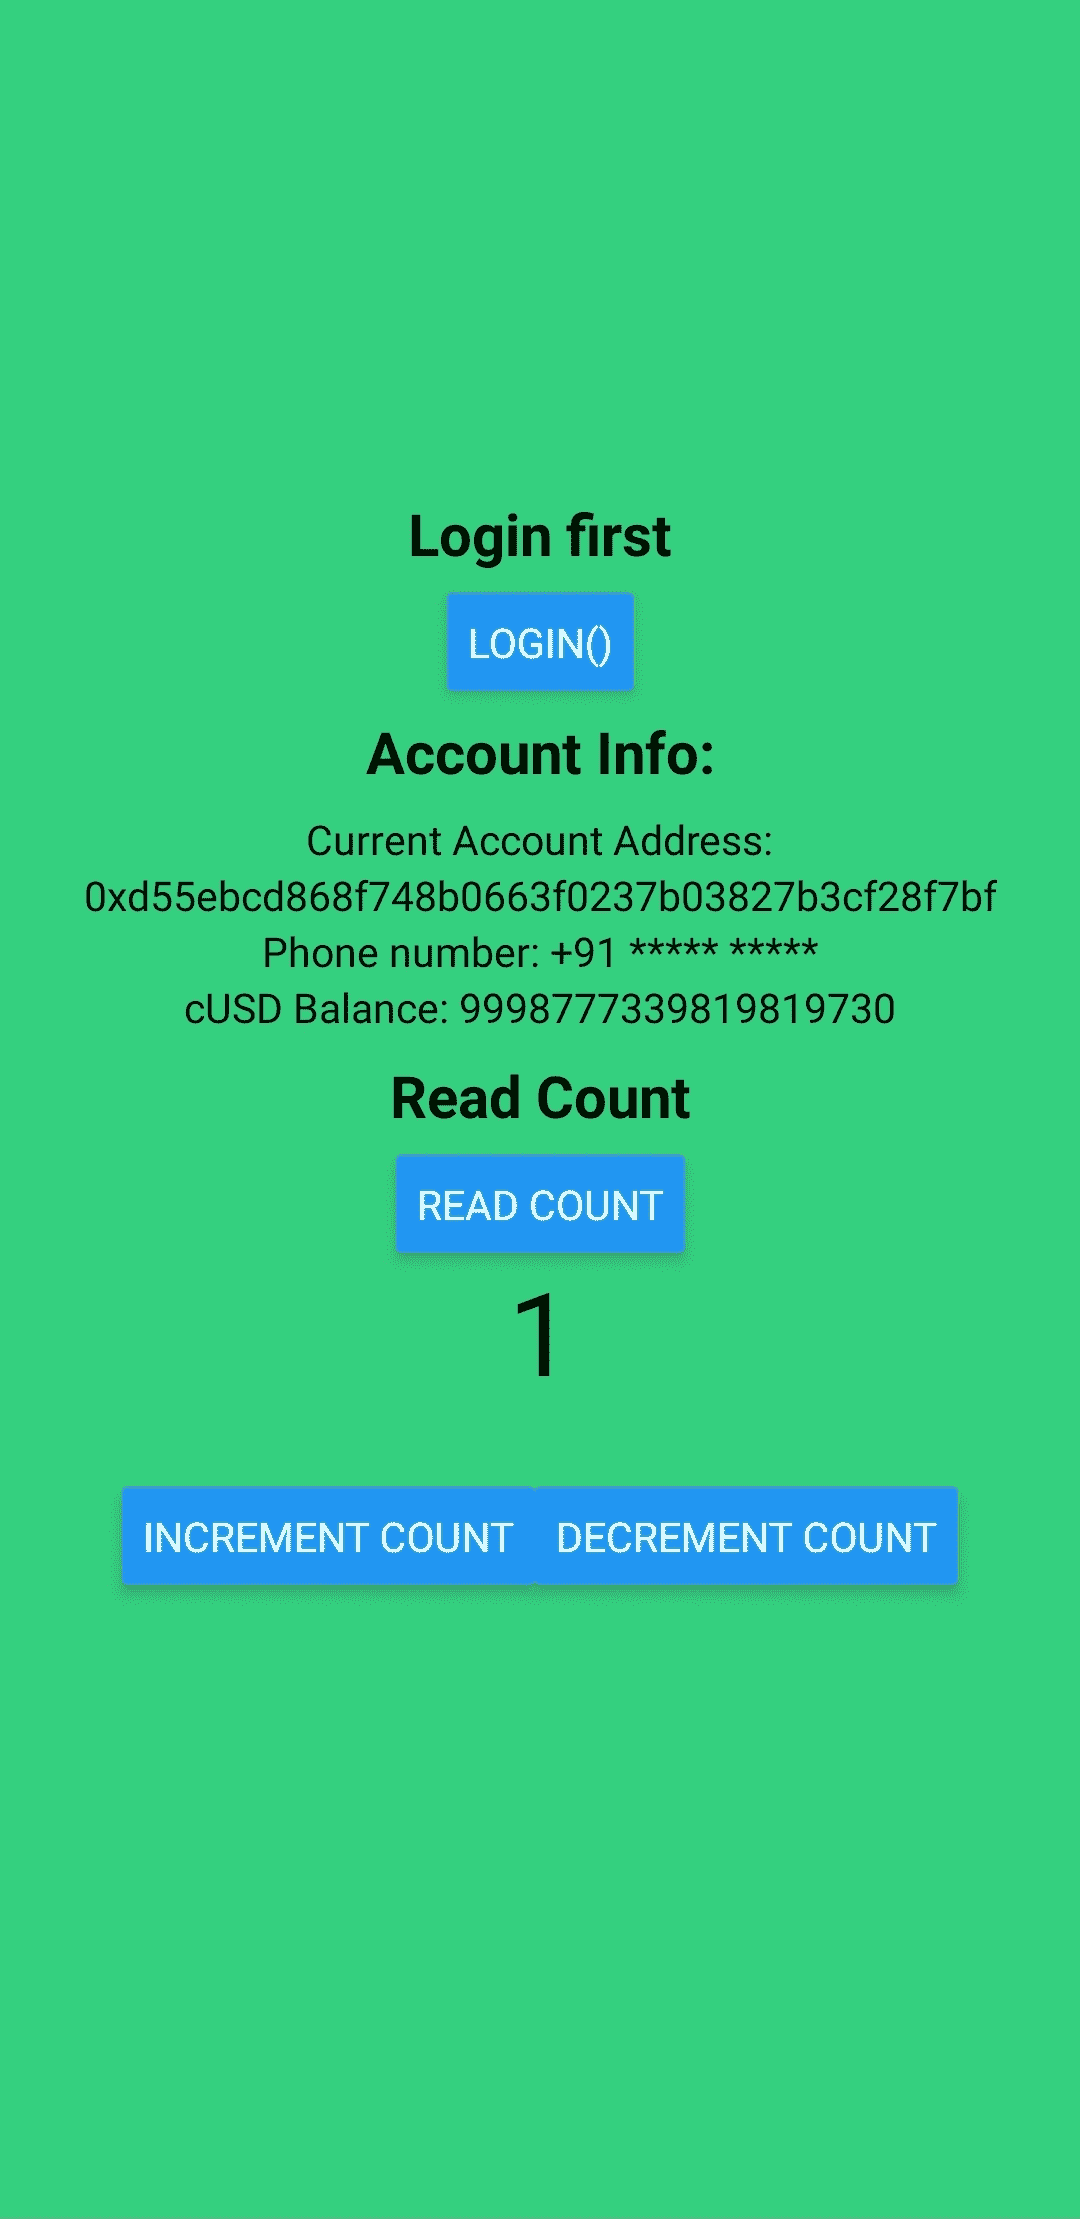 Login first
LOGIN()
Account Info:
Current Account Address:
0xd55ebcd868f748b0663f0237b03827b3cf28f7bf
Phone number: +91 ***** *****
cUSD Balance: 9998777339819819730
Read Count
READ COUNT
1
INCREMENT COUNT DECREMENT COUNT